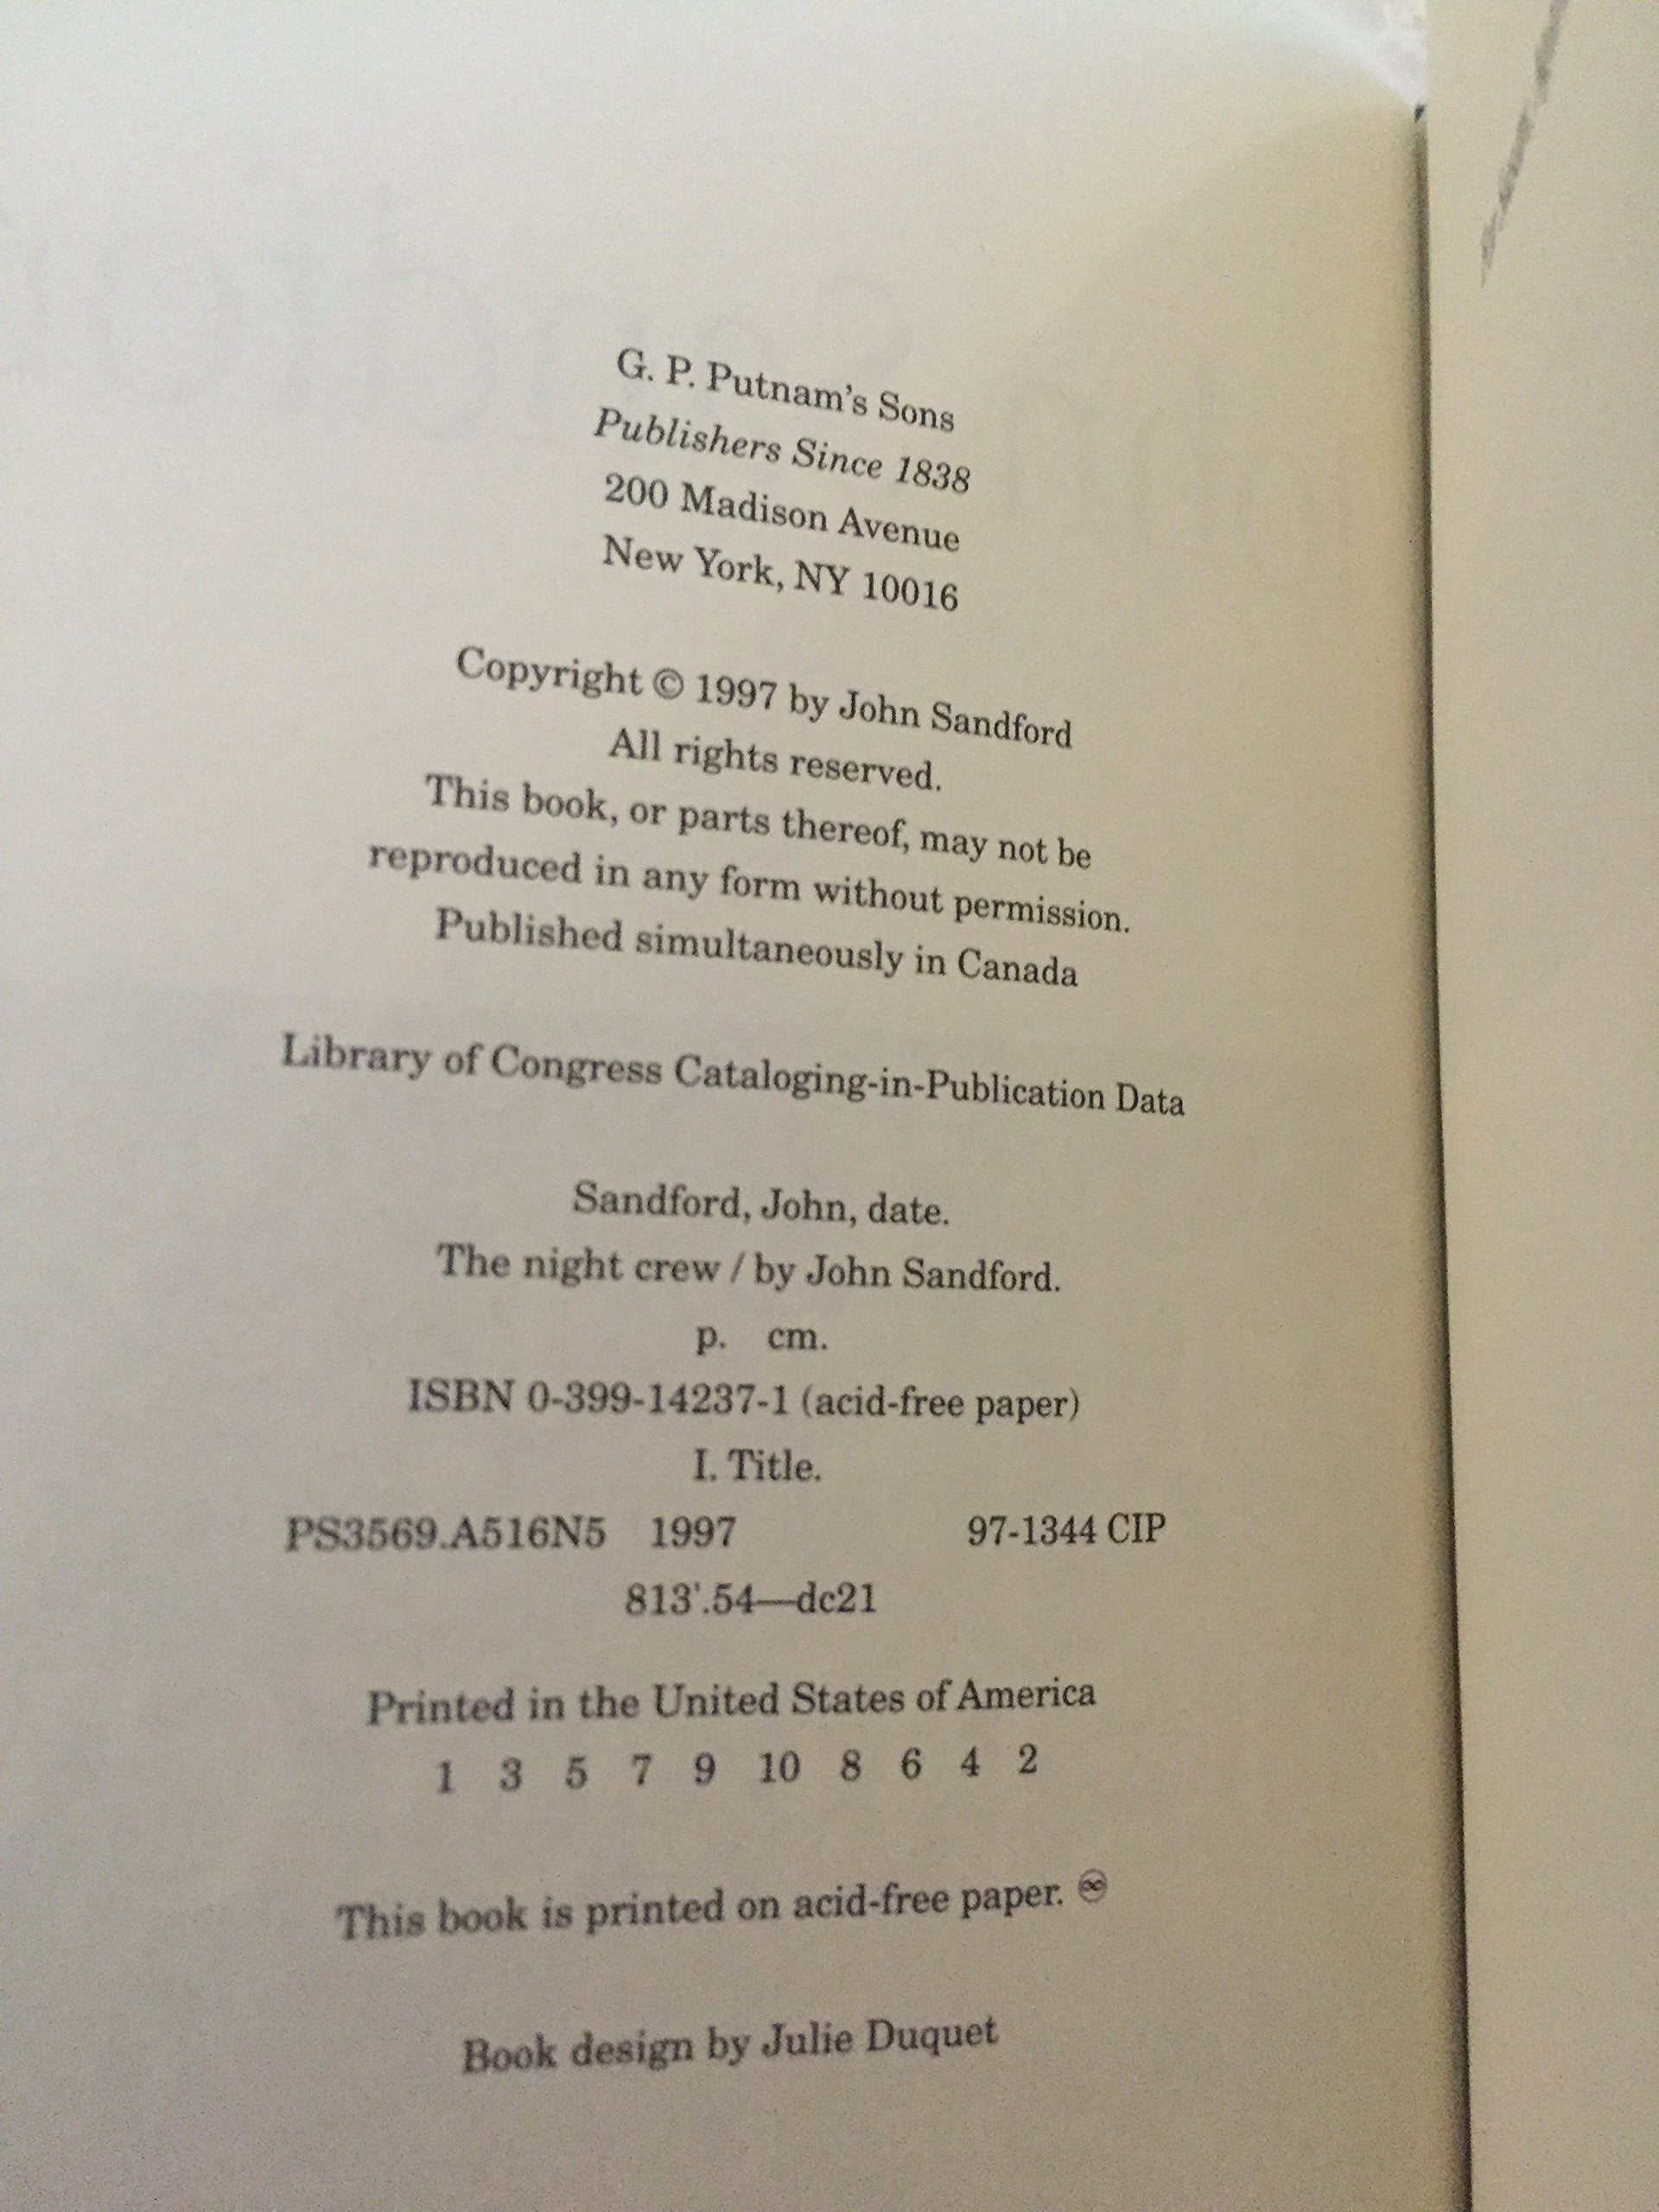 G. P. Putnam's Sons
Publishers Since 1838
200 Madison Avenue
New York, NY 10016
Copyright © 1997 by John Sandford
All rights reserved.
This book, or parts thereof, may not be
reproduced in any form without permission.
Published simultaneously in Canada
Library of Congress Cataloging-in-Publication Data
Sandford, John, date.
The night crew / by John Sandford.
p. cm.
ISBN 0-399-14237-1 (acid-free paper)
I. Title.
PS3569.A516N5 1997 97-1344 CIP
813'.54—dc21
Printed in the United States of America
1 3 5 7 9 10 8 6 4 2
This book is printed on acid-free paper. ♾
Book design by Julie Duquet